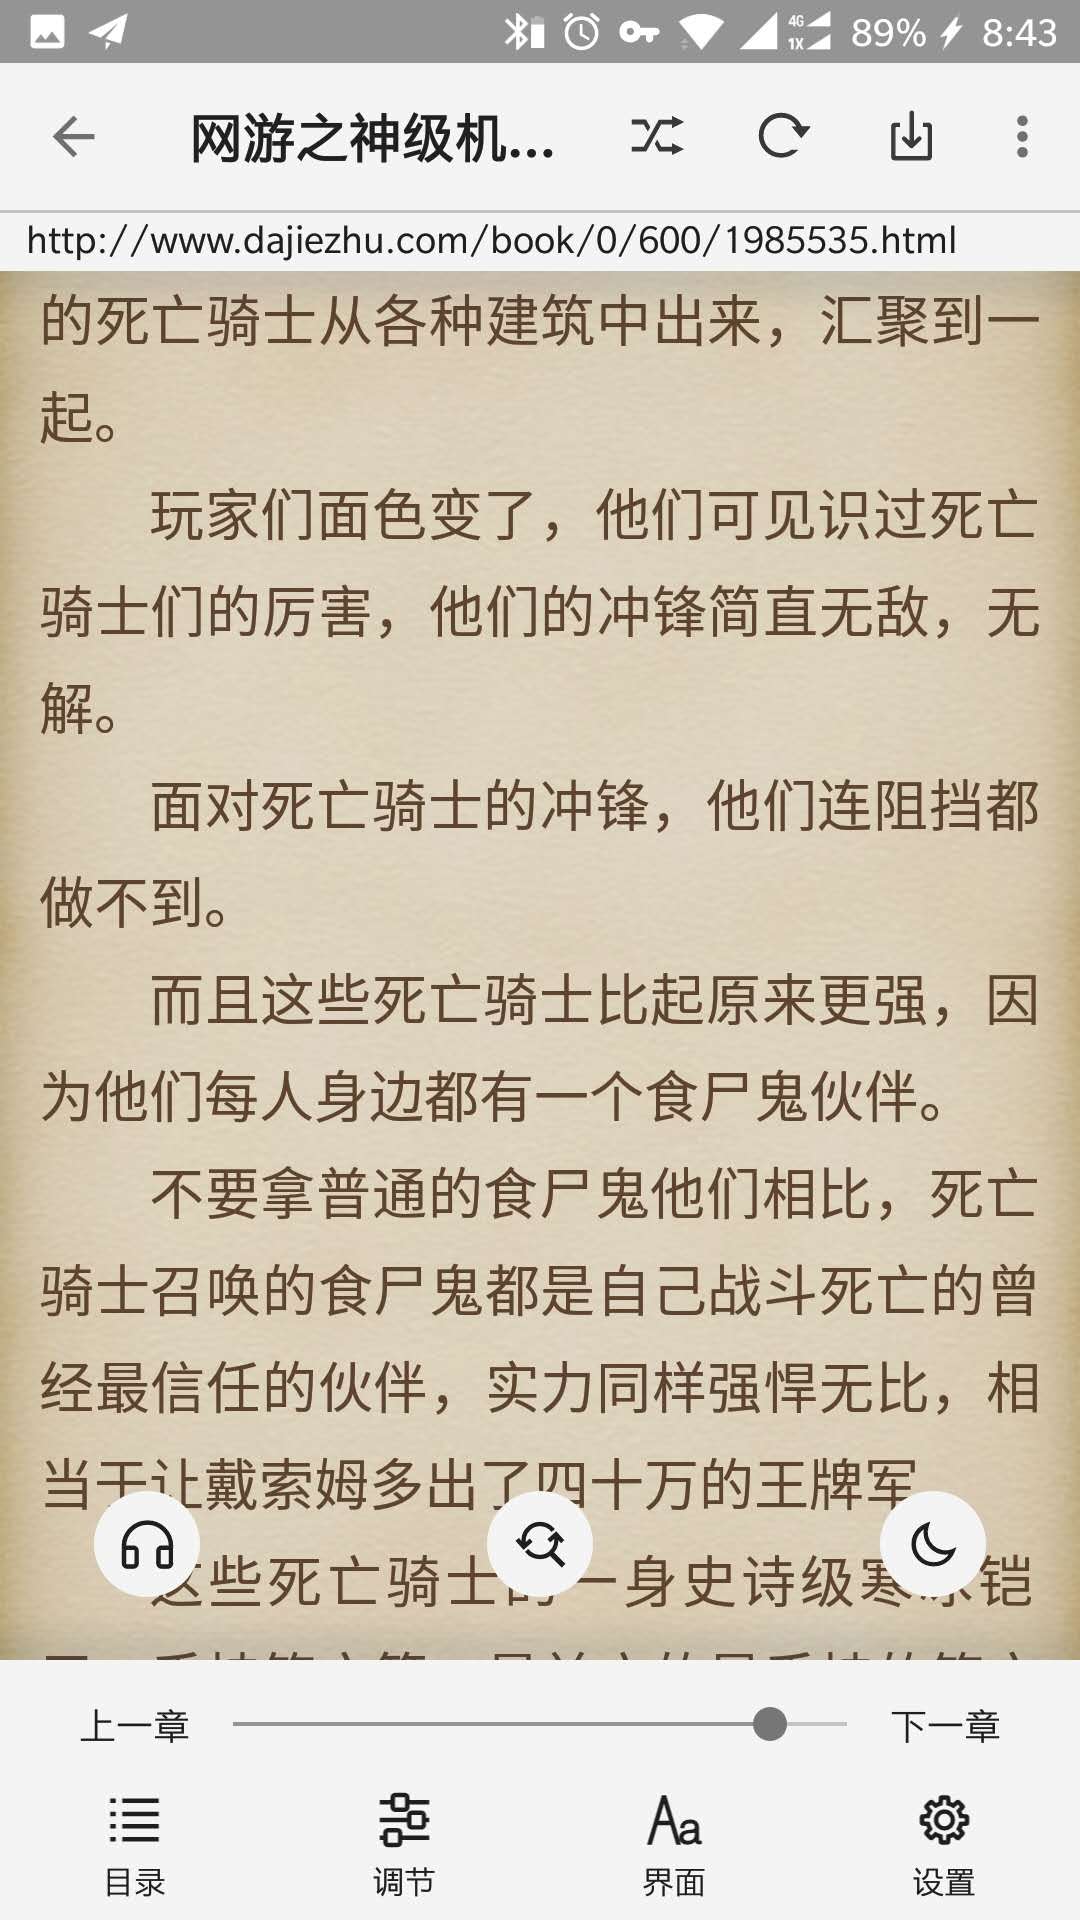 4G
1X
89%
8:43
网游之神级机...
http://www.dajiezhu.com/book/0/600/1985535.html
的死亡骑士从各种建筑中出来，汇聚到一
起。
玩家们面色变了，他们可见识过死亡
骑士们的厉害，他们的冲锋简直无敌，无
解。
面对死亡骑士的冲锋，他们连阻挡都
做不到。
而且这些死亡骑士比起原来更强，因
为他们每人身边都有一个食尸鬼伙伴。
不要拿普通的食尸鬼他们相比，死亡
骑士召唤的食尸鬼都是自己战斗死亡的曾
经最信任的伙伴，实力同样强悍无比，相
当于让戴索姆多出了四十万的王牌军
这些死亡骑士的一身史诗级寒冰铠
上一章
下一章
目录
调节
Aa
界面
设置